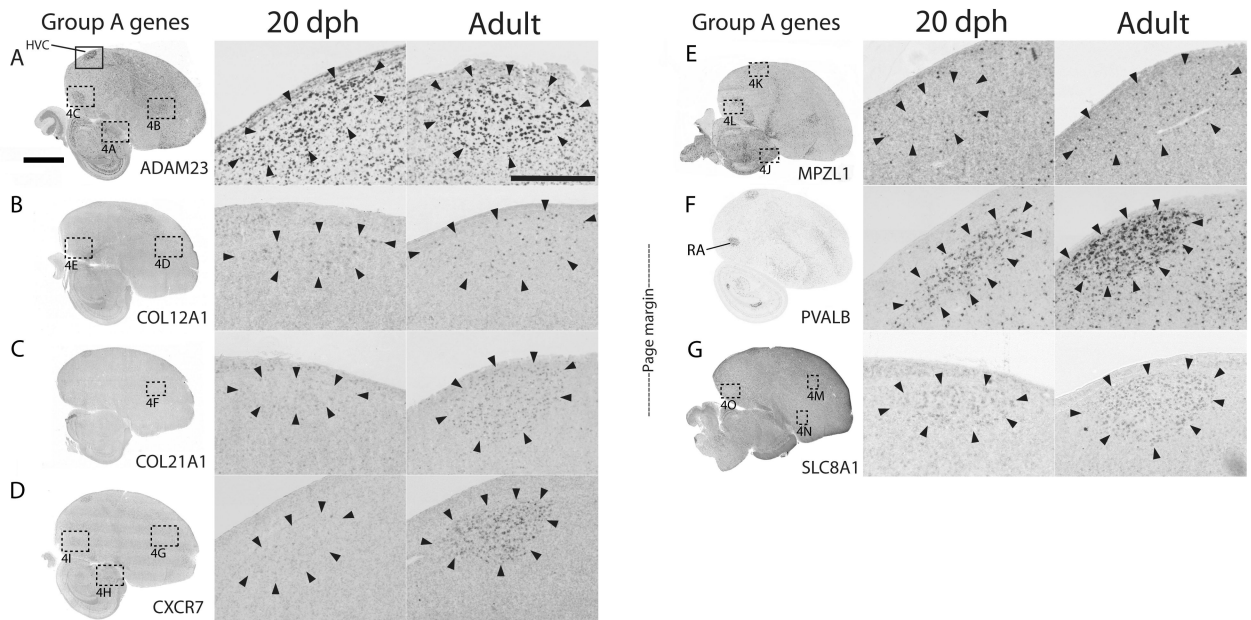 Group A genes
20 dph
Adult
A
HVC
4C
4B
4A
ADAM23
B
4E
4D
COL12A1
C
4F
COL21A1
D
4I
4G
4H
CXCR7
----------Page margin----------
Group A genes
20 dph
Adult
E
4K
4L
4J
MPZL1
F
RA
PVALB
G
4O
4M
4N
SLC8A1